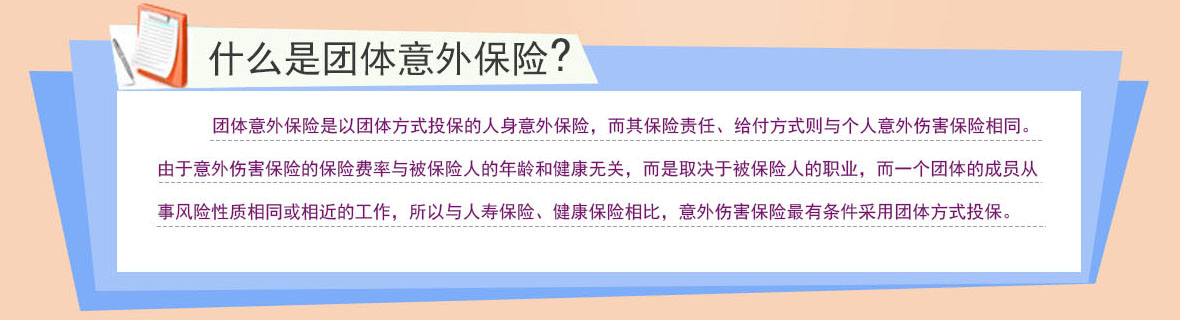 什么是团体意外保险?
团体意外保险是以团体方式投保的人身意外保险，而其保险责任、给付方式则与个人意外伤害保险相同。
由于意外伤害保险的保险费率与被保险人的年龄和健康无关，而是取决于被保险人的职业，而一个团体的成员从
事风险性质相同或相近的工作，所以与人寿保险、健康保险相比，意外伤害保险最有条件采用团体方式投保。